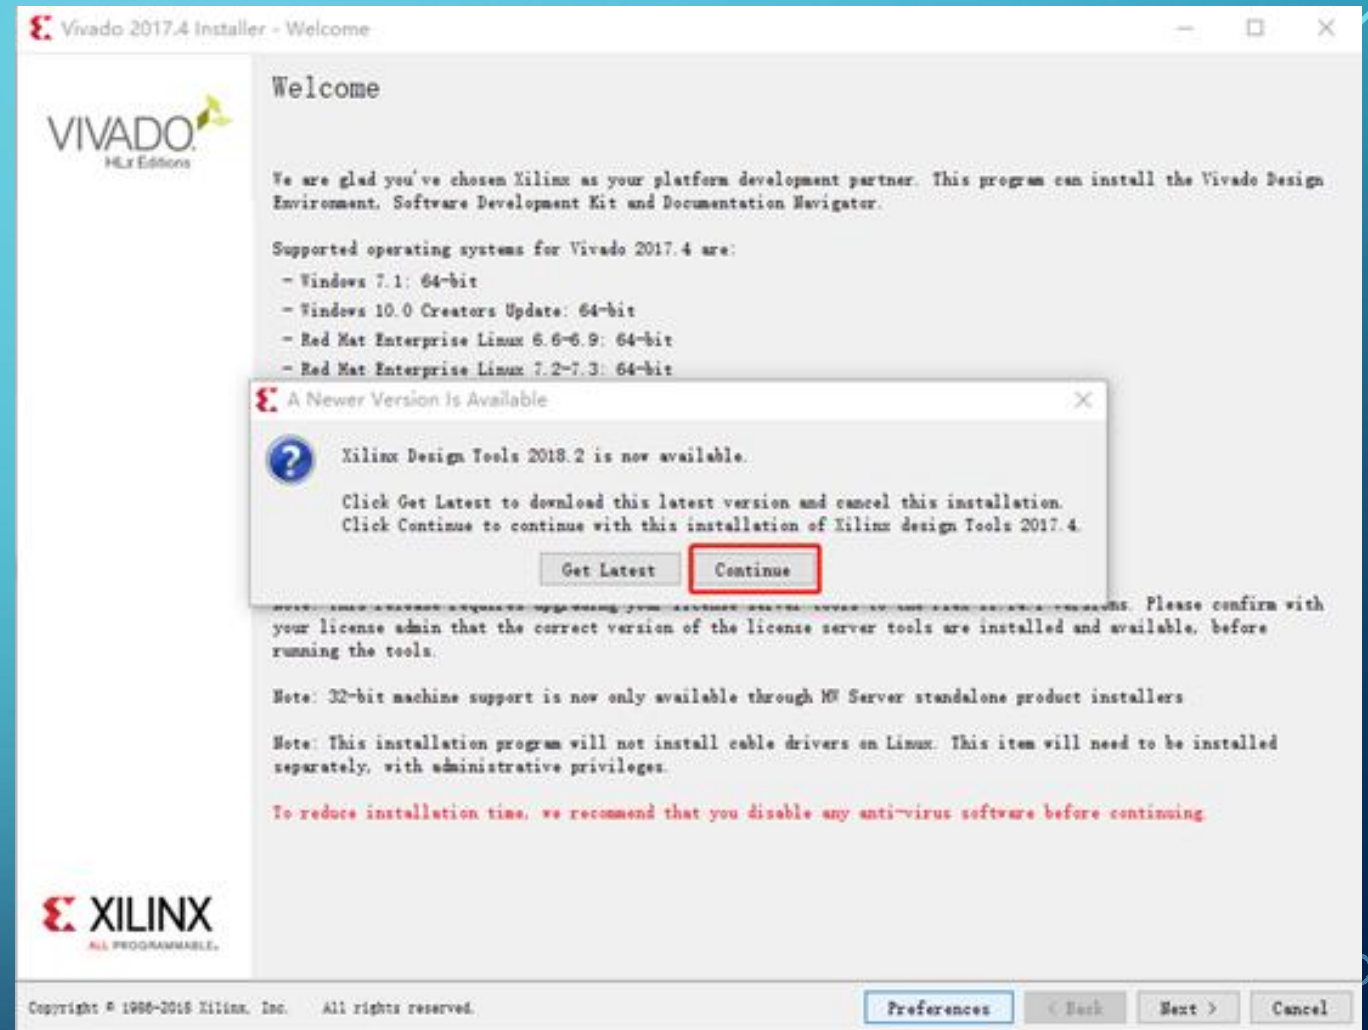 Vivado 2017.4 Installer - Welcome
VIVADO.
HLx Editions
Welcome
We are glad you've chosen Xilinx as your platform development partner. This program can install the Vivado Design
Environment, Software Development Kit and Documentation Navigator.
Supported operating systems for Vivado 2017.4 are:
- Windows 7.1: 64-bit
- Windows 10.0 Creators Update: 64-bit
- Red Hat Enterprise Linux 6.6-6.9: 64-bit
- Red Hat Enterprise Linux 7.2-7.3: 64-bit
A Newer Version Is Available
Xilinx Design Tools 2018.2 is now available.
Click Get Latest to download this latest version and cancel this installation.
Click Continue to continue with this installation of Xilinx design Tools 2017.4.
Get Latest Continue
Please confirm with
your license admin that the correct version of the license server tools are installed and available, before
running the tools.
Note: 32-bit machine support is now only available through HW Server standalone product installers
Note: This installation program will not install cable drivers on Linux. This item will need to be installed
separately, with administrative privileges.
To reduce installation time, we recommend that you disable any anti-virus software before continuing.
XILINX
ALL PROGRAMMABLE.
Copyright © 1986-2018 Xilinx, Inc. All rights reserved.
Preferences < Back Next > Cancel